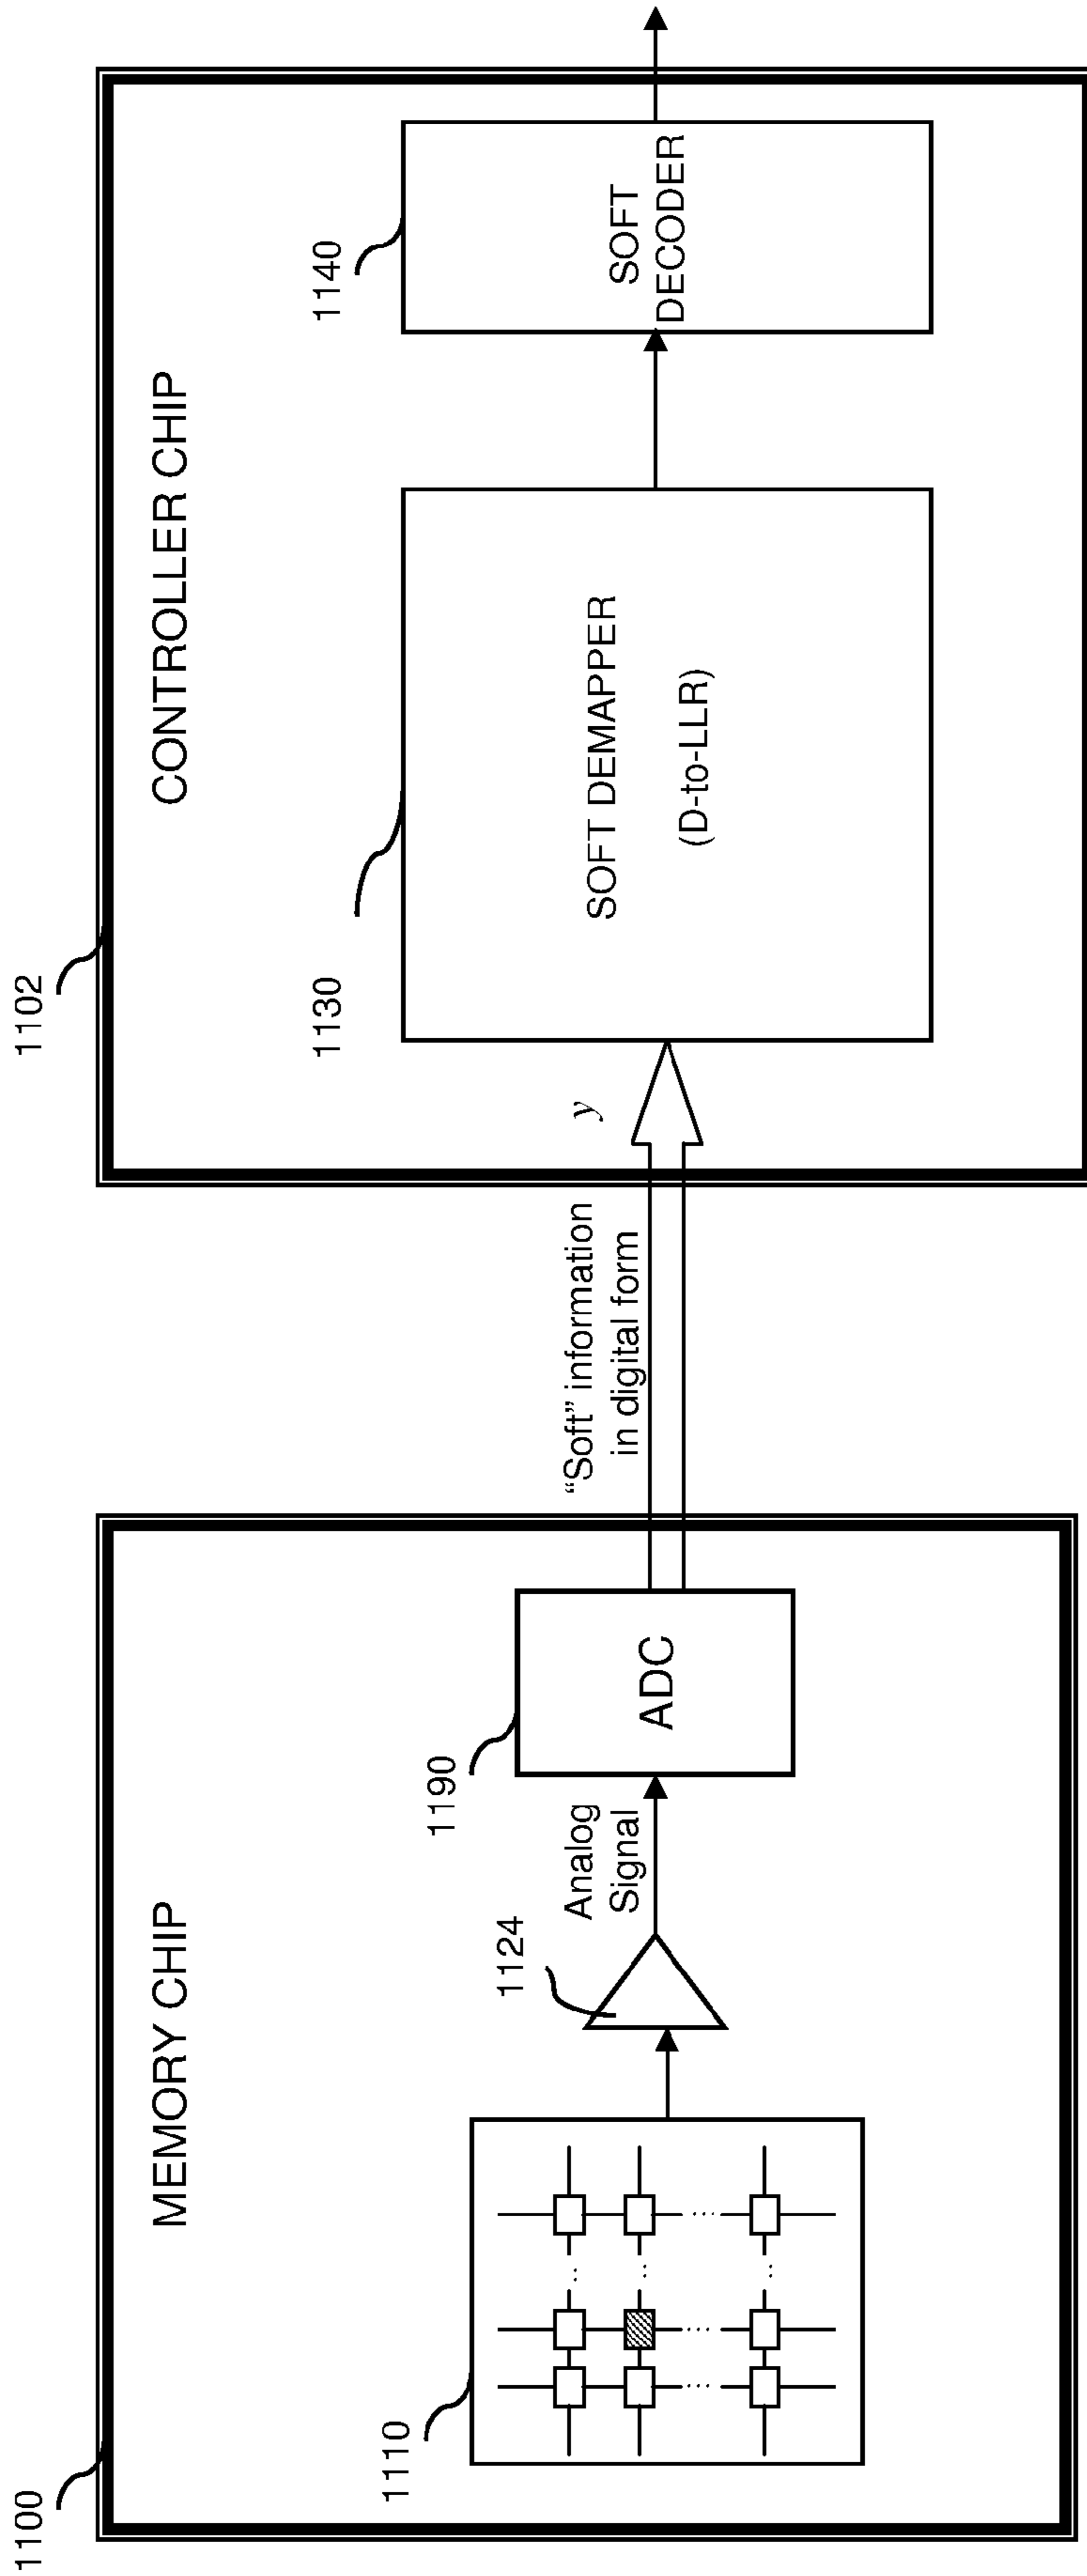 1100
MEMORY CHIP
1110
1124
Analog
Signal
1190
ADC
“Soft” information
in digital form
y
1102
CONTROLLER CHIP
1130
SOFT DEMAPPER
(D-to-LLR)
1140
SOFT
DECODER